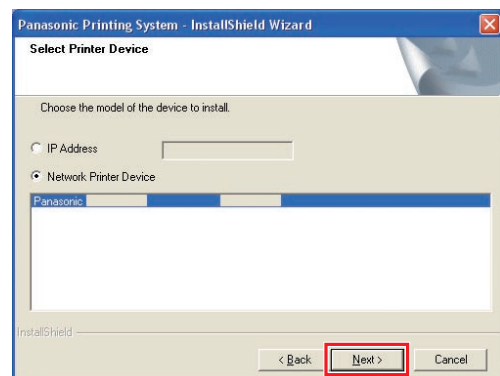 Panasonic Printing System - InstallShield Wizard
Select Printer Device
Choose the model of the device to install.
IP Address
Network Printer Device
Panasonic
InstallShield
< Back Next > Cancel